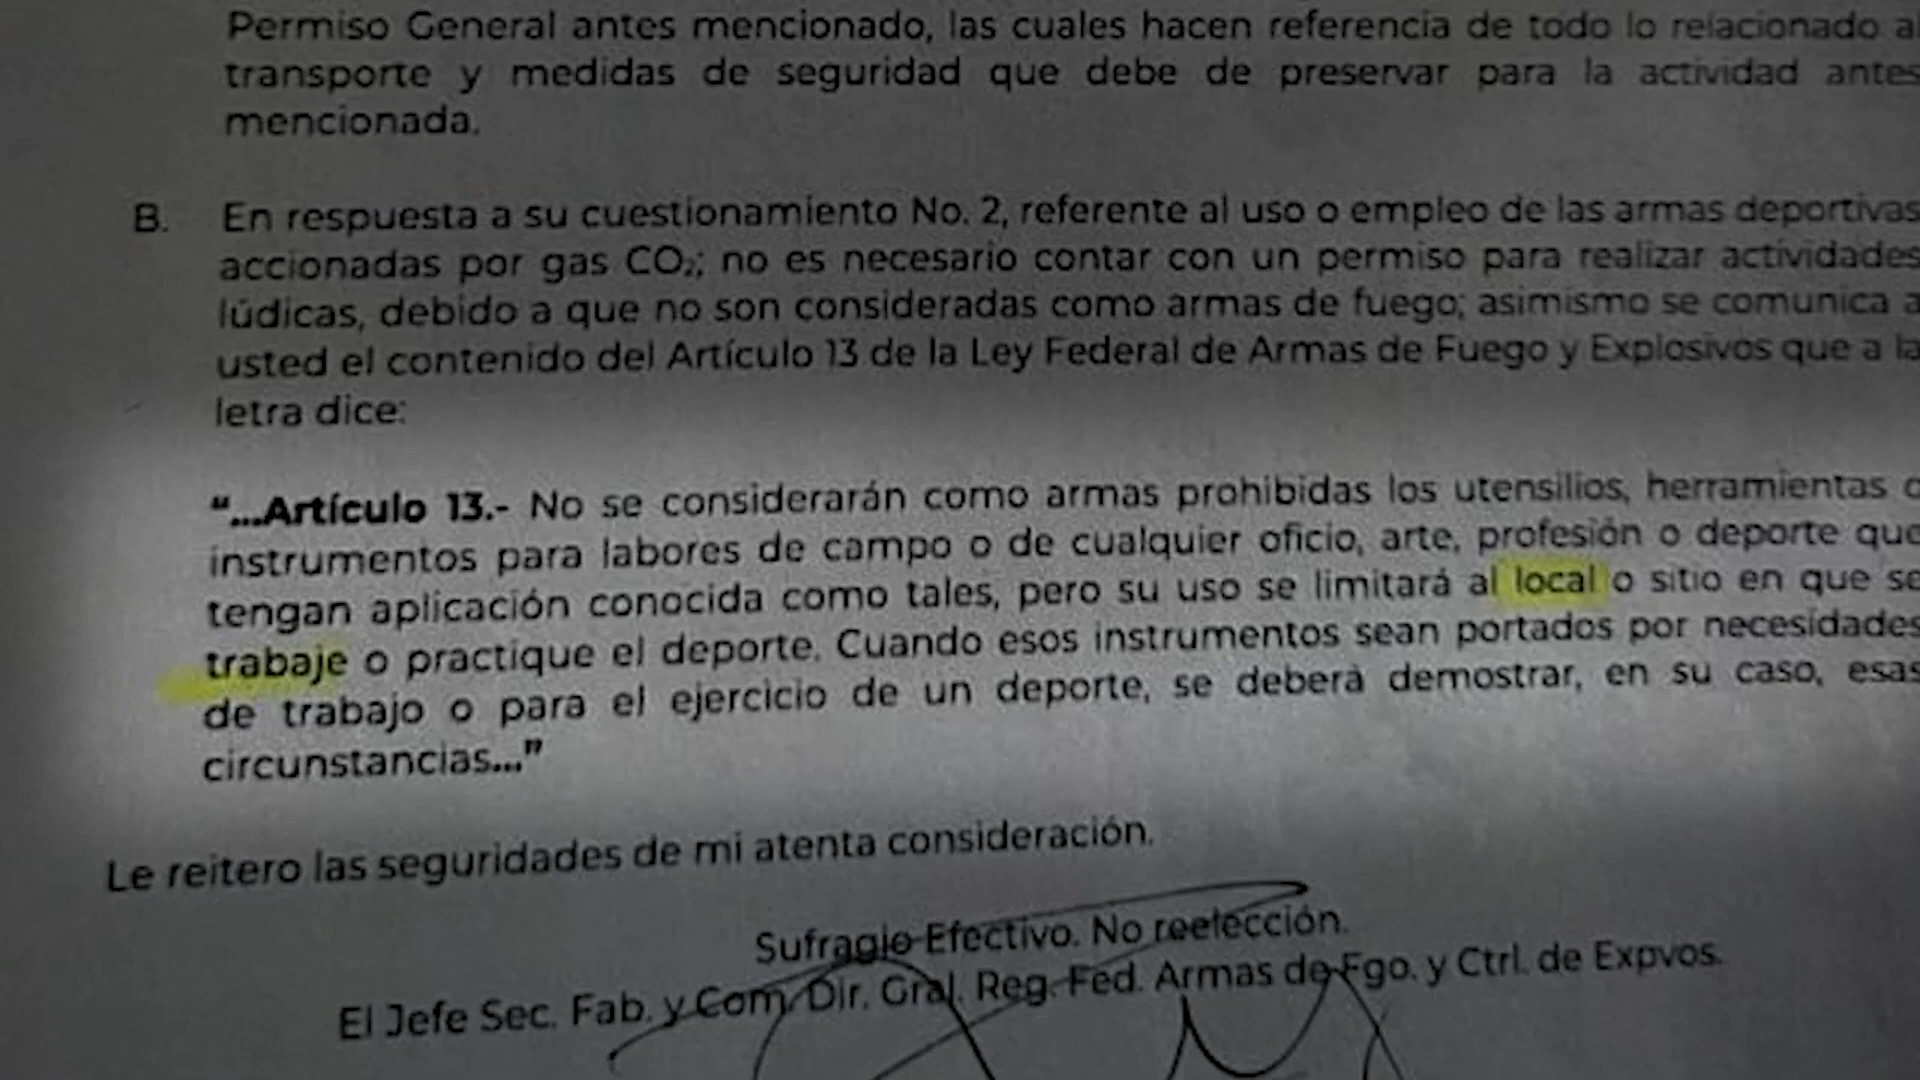 Permiso General antes mencionado, las cuales hacen referencia de todo lo relacionado al
transporte y medidas de seguridad que debe de preservar para la actividad antes
mencionada.
B. En respuesta a su cuestionamiento No. 2, referente al uso o empleo de las armas deportivas
accionadas por gas CO₂; no es necesario contar con un permiso para realizar actividades
lúdicas, debido a que no son consideradas como armas de fuego; asimismo se comunica a
usted el contenido del Artículo 13 de la Ley Federal de Armas de Fuego y Explosivos que a la
letra dice:
“...Artículo 13.- No se considerarán como armas prohibidas los utensilios, herramientas o
instrumentos para labores de campo o de cualquier oficio, arte, profesión o deporte que
tengan aplicación conocida como tales, pero su uso se limitará al local o sitio en que se
trabaje o practique el deporte. Cuando esos instrumentos sean portados por necesidades
de trabajo o para el ejercicio de un deporte, se deberá demostrar, en su caso, esas
circunstancias...”
Le reitero las seguridades de mi atenta consideración.
Sufragio Efectivo. No reelección.
El Jefe Sec. Fab. y Com. Dir. Gral. Reg. Fed. Armas de Fgo. y Ctrl. de Expvos.